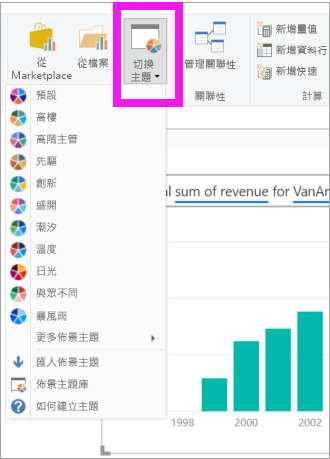 從
Marketplace
從檔案
切換
主題
管理關聯性
關聯性
新增量值
新增資料行
新增快速
計算
預設
高樓
高階主管
先驅
創新
盛開
潮汐
溫度
日光
與眾不同
暴風雨
更多佈景主題
匯入佈景主題
佈景主題庫
如何建立主題
al sum of revenue for VanAr
1998
2000
2002